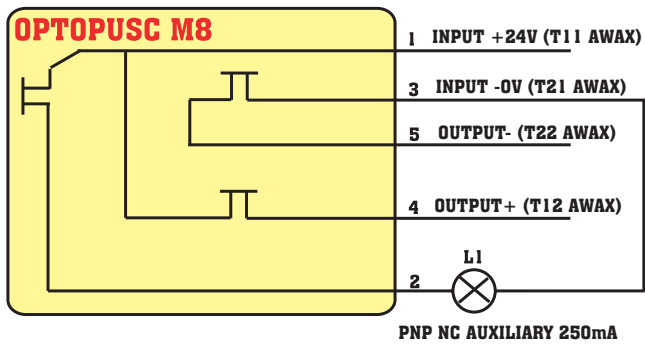 OPTOPUSC M8
1 INPUT +24V (T11 AWAX)
3 INPUT -0V (T21 AWAX)
5 OUTPUT- (T22 AWAX)
4 OUTPUT+ (T12 AWAX)
L1
2
PNP NC AUXILIARY 250mA